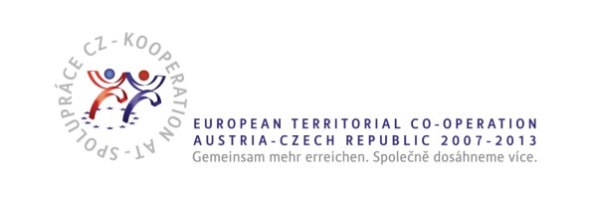 SPOLUPRÁCE CZ-KOOPERATION AT-
EUROPEAN TERRITORIAL CO-OPERATION
AUSTRIA-CZECH REPUBLIC 2007-2013
Gemeinsam mehr erreichen. Společně dosáhneme více.